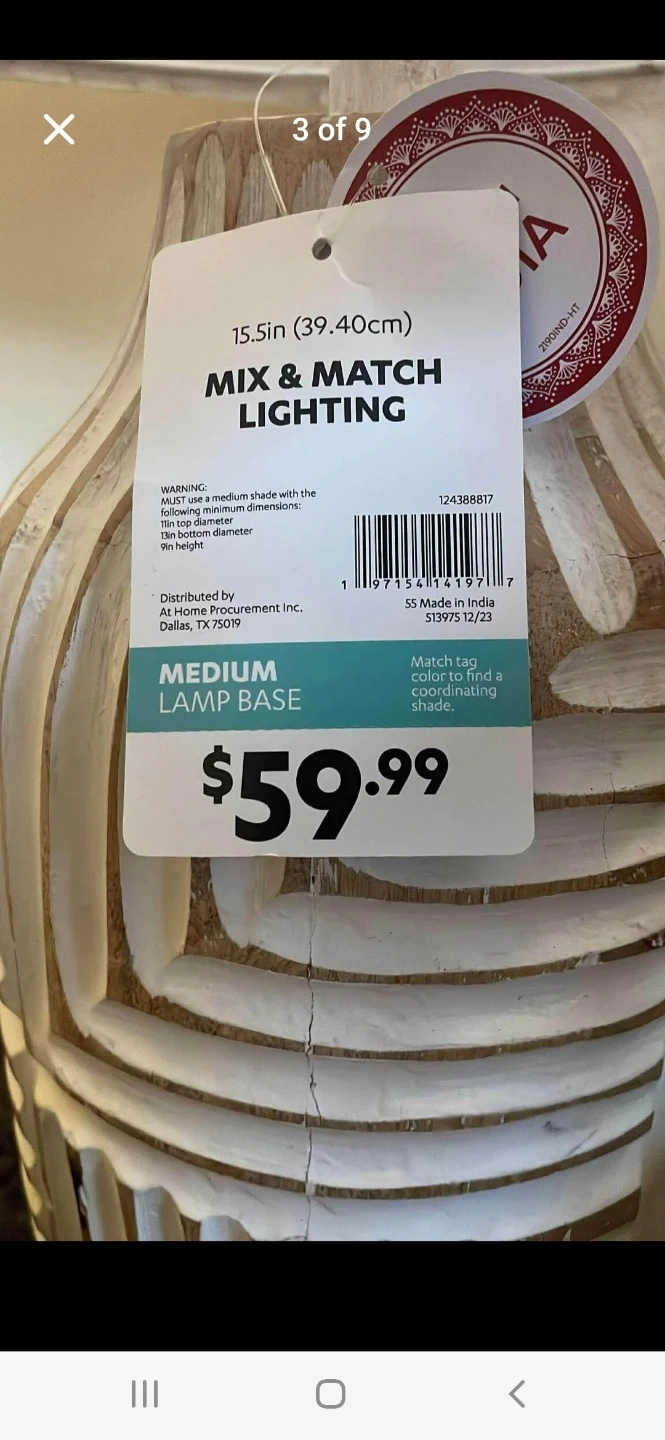 3 of 9
IA
2190IND-HT
15.5in (39.40cm)
MIX & MATCH
LIGHTING
WARNING:
MUST use a medium shade with the
following minimum dimensions:
11in top diameter
13in bottom diameter
9in height
124388817
1 97154 14197 7
Distributed by
At Home Procurement Inc.
Dallas, TX 75019
55 Made in India
513975 12/23
MEDIUM
LAMP BASE
Match tag
color to find a
coordinating
shade.
$59.99